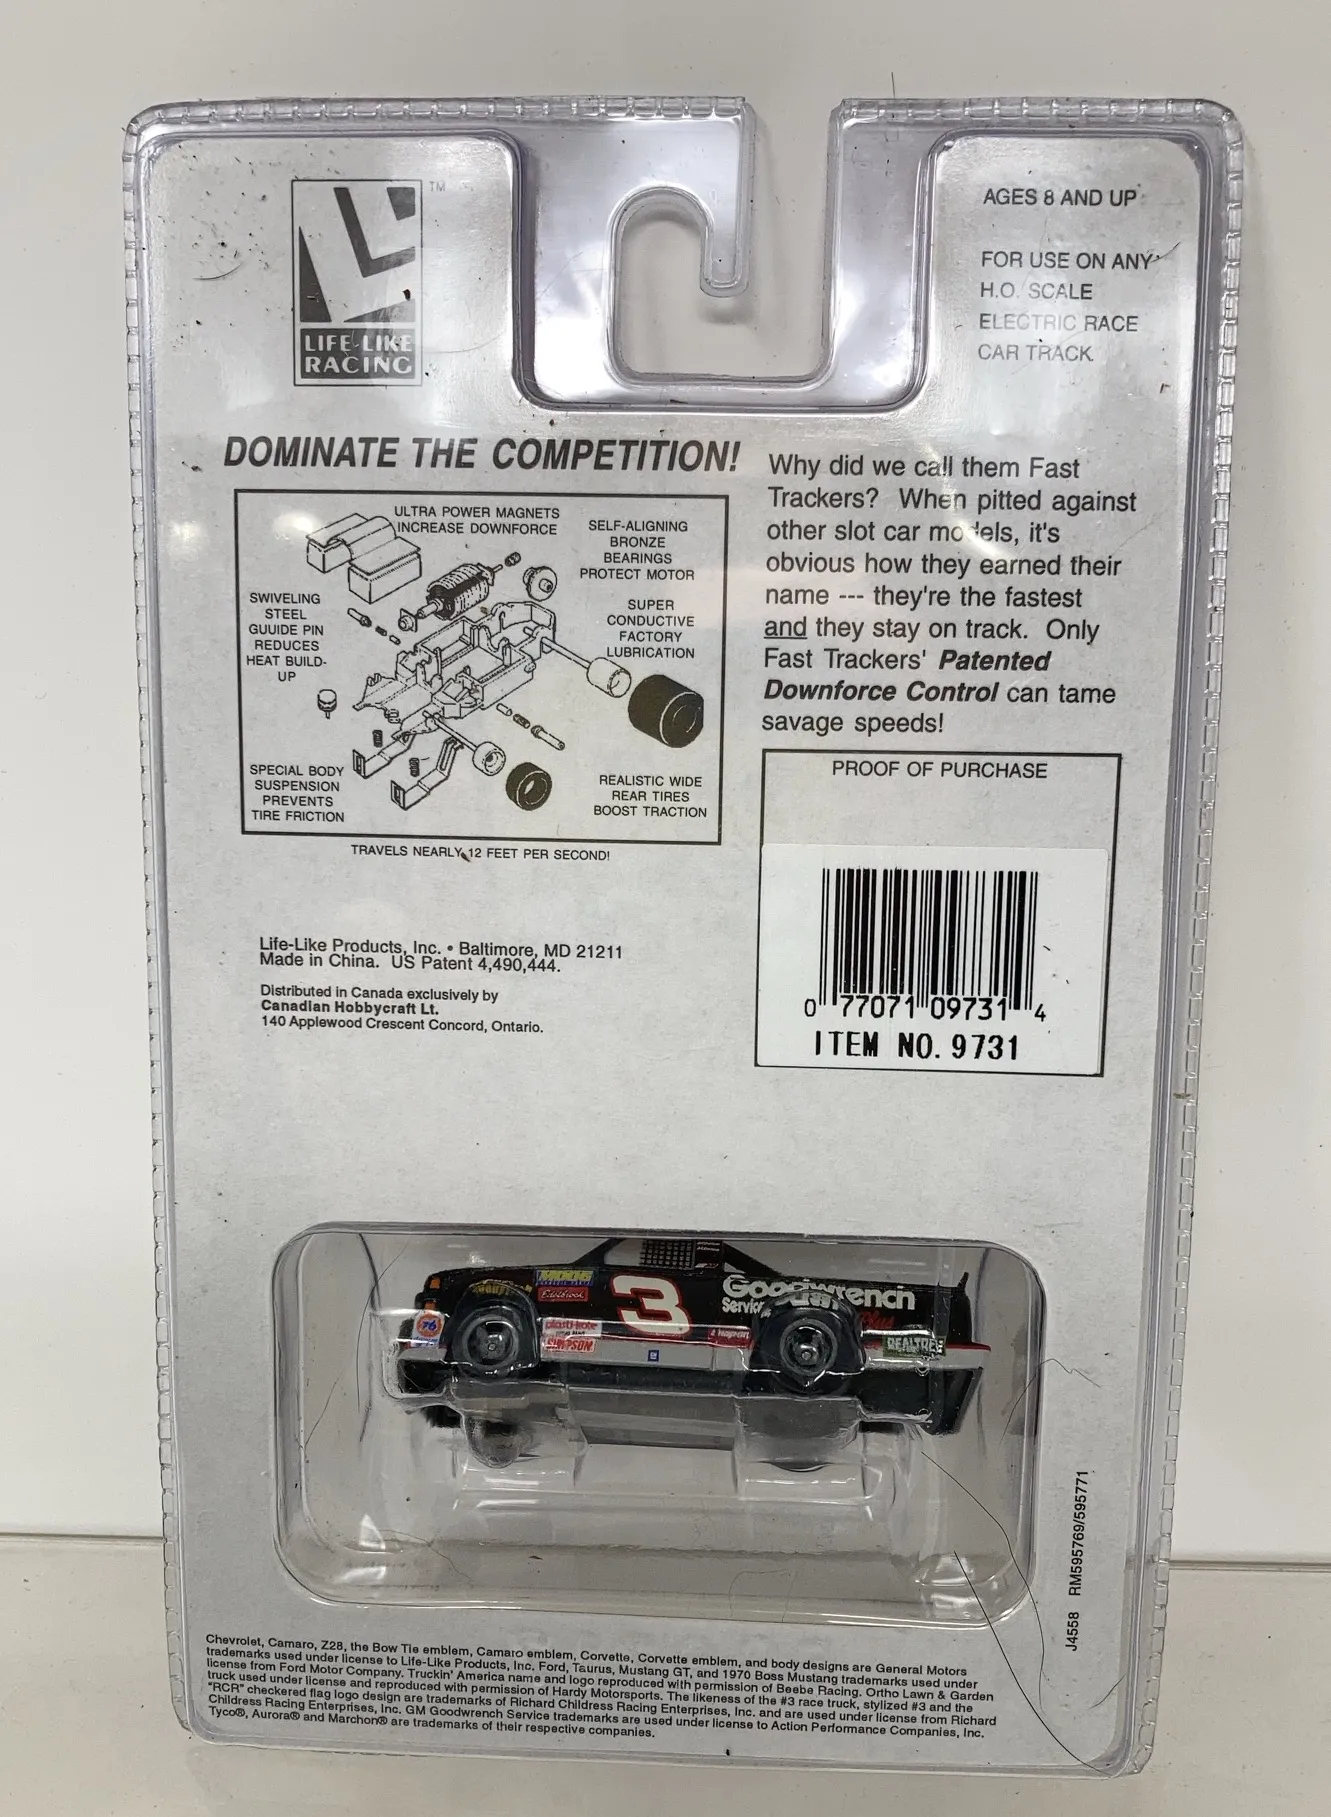 TM
LIFE-LIKE
RACING
AGES 8 AND UP
FOR USE ON ANY
H.O. SCALE
ELECTRIC RACE
CAR TRACK
DOMINATE THE COMPETITION!
ULTRA POWER MAGNETS
INCREASE DOWNFORCE
SELF-ALIGNING
BRONZE
BEARINGS
PROTECT MOTOR
SWIVELING
STEEL
GUUIDE PIN
REDUCES
HEAT BUILD-
UP
SUPER
CONDUCTIVE
FACTORY
LUBRICATION
SPECIAL BODY
SUSPENSION
PREVENTS
TIRE FRICTION
REALISTIC WIDE
REAR TIRES
BOOST TRACTION
TRAVELS NEARLY 12 FEET PER SECOND!
Why did we call them Fast
Trackers? When pitted against
other slot car models, it's
obvious how they earned their
name --- they're the fastest
and they stay on track. Only
Fast Trackers' Patented
Downforce Control can tame
savage speeds!
PROOF OF PURCHASE
0 77071 09731 4
ITEM NO. 9731
Life-Like Products, Inc. • Baltimore, MD 21211
Made in China. US Patent 4,490,444.
Distributed in Canada exclusively by
Canadian Hobbycraft Lt.
140 Applewood Crescent Concord, Ontario.
MOOG
Edelbrock
3
Goodwrench
Service
Plus
76
plasti-kote
SIMPSON
REALTREE
J4558 RM595769/595771
Chevrolet, Camaro, Z28, the Bow Tie emblem, Camaro emblem, Corvette, Corvette emblem, and body designs are General Motors
trademarks used under license to Life-Like Products, Inc. Ford, Taurus, Mustang GT, and 1970 Boss Mustang trademarks used under
license from Ford Motor Company. Truckin' America name and logo reproduced with permission of Beebe Racing. Ortho Lawn & Garden
truck used under license and reproduced with permission of Hardy Motorsports. The likeness of the #3 race truck, stylized #3 and the
"RCR" checkered flag logo design are trademarks of Richard Childress Racing Enterprises, Inc. and are used under license from Richard
Childress Racing Enterprises, Inc. GM Goodwrench Service trademarks are used under license to Action Performance Companies, Inc.
Tyco®, Aurora® and Marchon® are trademarks of their respective companies.